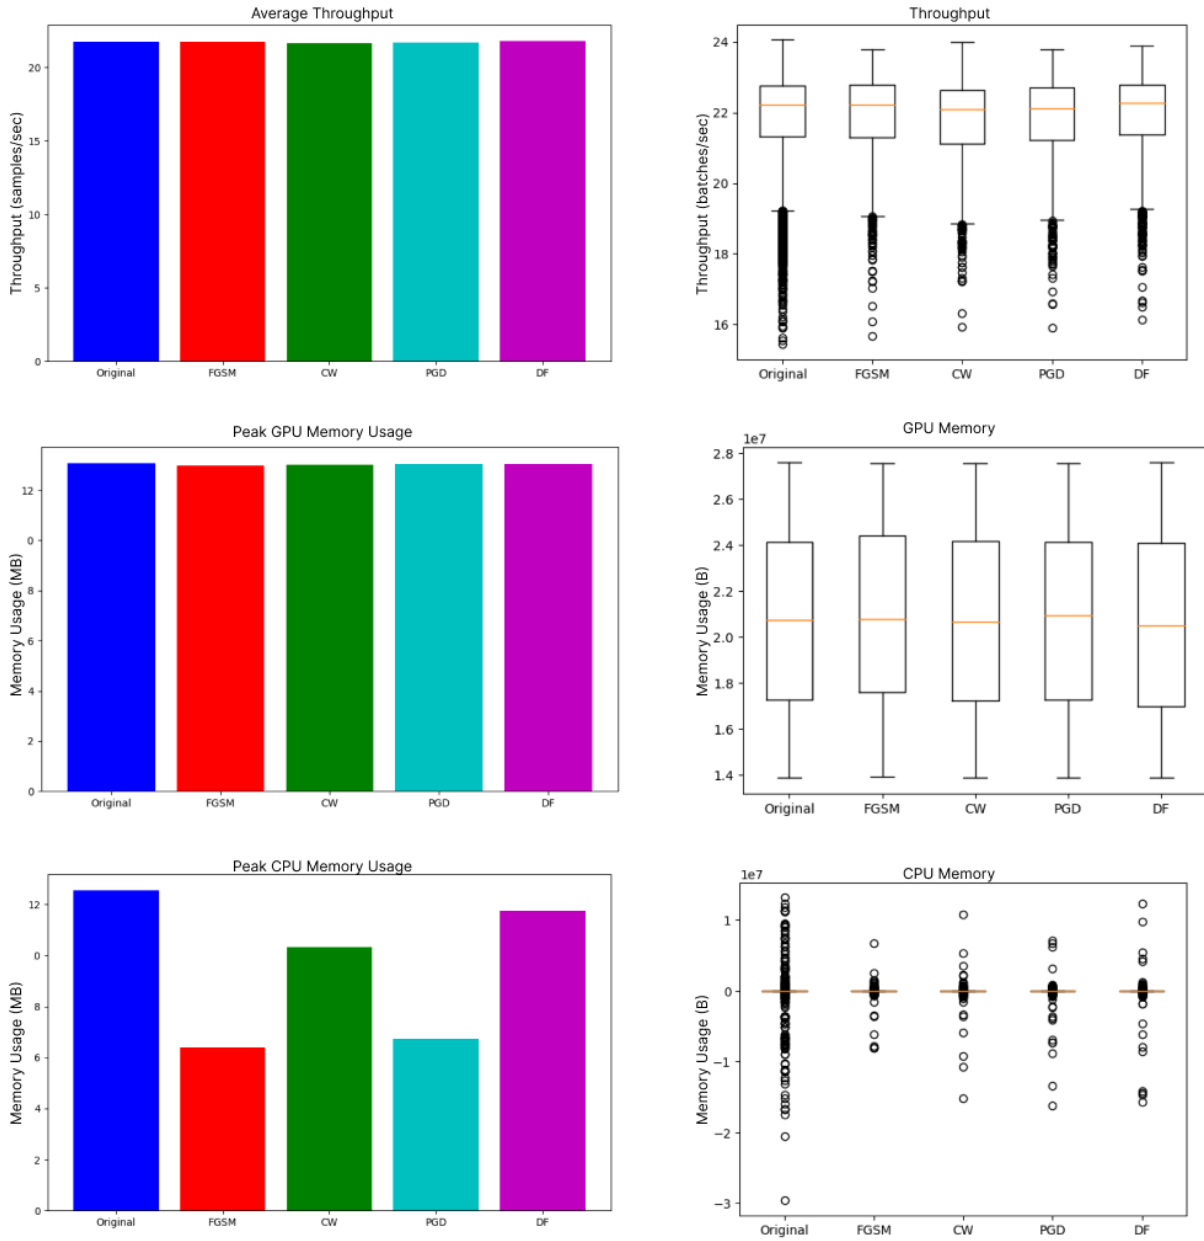 Average Throughput
Throughput (samples/sec)
20
15
10
5
0
Original FGSM CW PGD DF
Throughput
Throughput (batches/sec)
24
22
20
18
16
Original FGSM CW PGD DF
Peak GPU Memory Usage
Memory Usage (MB)
12
0
8
6
4
2
0
Original FGSM CW PGD DF
GPU Memory
1e7
Memory Usage (B)
2.8
2.6
2.4
2.2
2.0
1.8
1.6
1.4
Original FGSM CW PGD DF
Peak CPU Memory Usage
Memory Usage (MB)
12
0
8
6
4
2
0
Original FGSM CW PGD DF
CPU Memory
1e7
Memory Usage (B)
1
0
−1
−2
−3
Original FGSM CW PGD DF